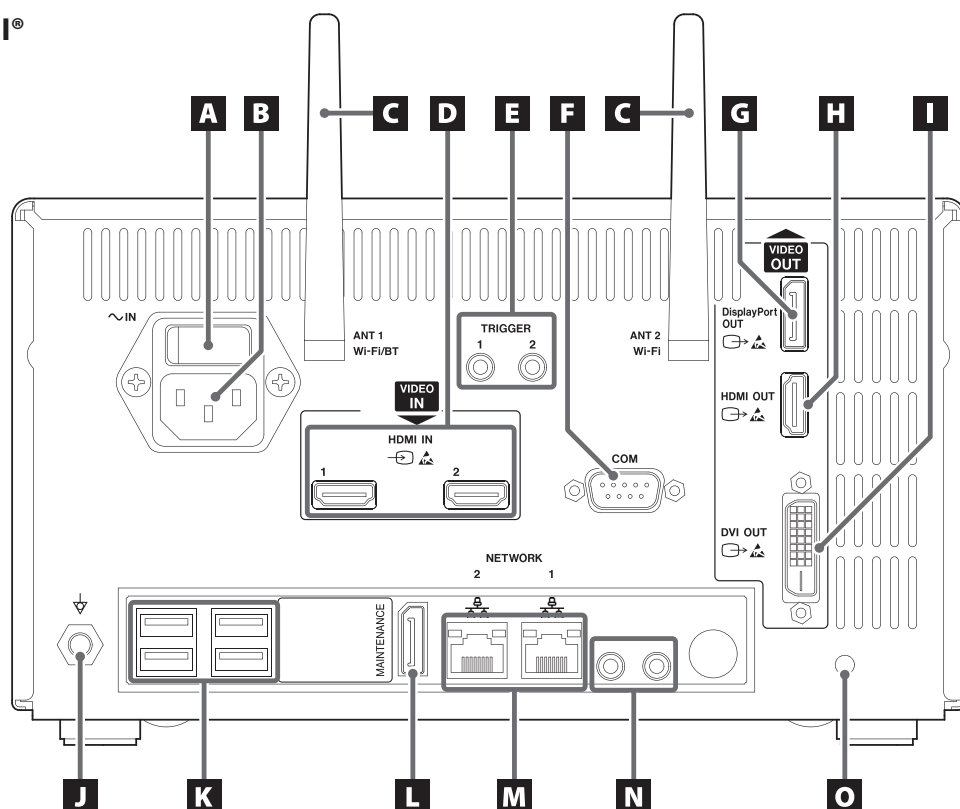 I®
A B C D E F C G H I
VIDEO
OUT
∼IN
DisplayPort
OUT
ANT 1
Wi-Fi/BT
TRIGGER
1 2
ANT 2
Wi-Fi
VIDEO
IN
HDMI IN
1 2
HDMI OUT
COM
DVI OUT
NETWORK
2 1
MAINTENANCE
J K L M N O